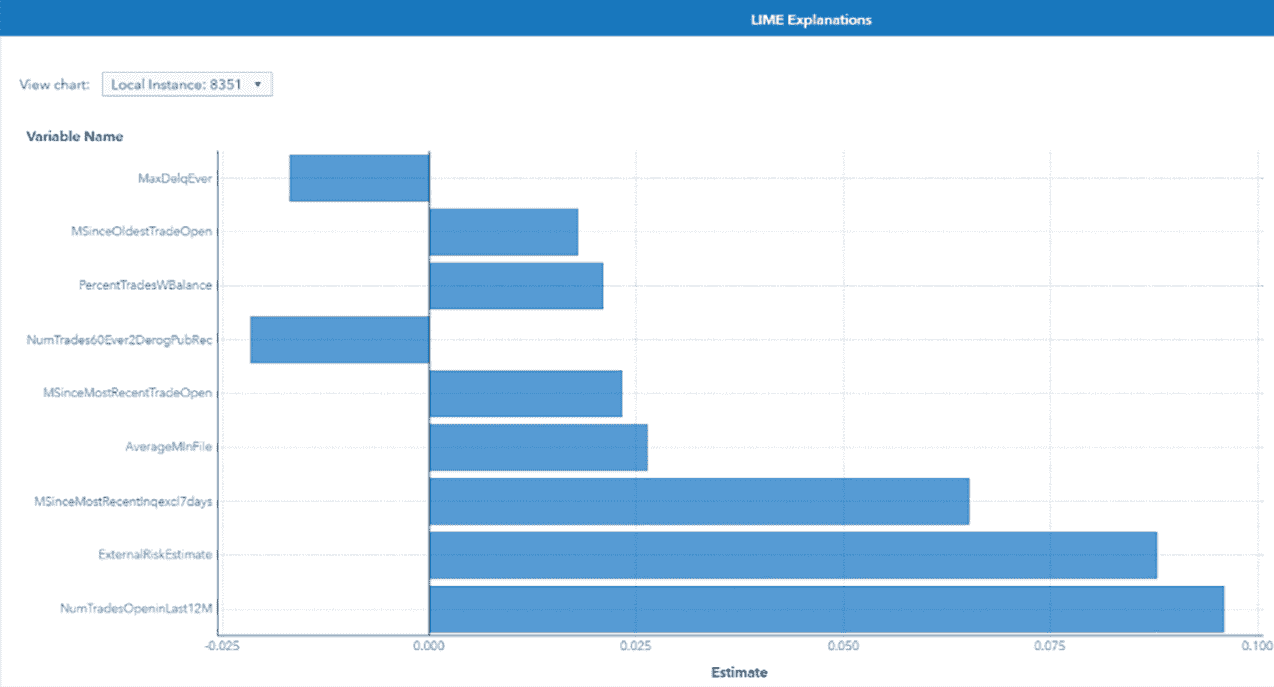 LIME Explanations
View chart: Local Instance: 8351
Variable Name
MaxDelqEver
MSinceOldestTradeOpen
PercentTradesWBalance
NumTrades60Ever2DerogPubRec
MSinceMostRecentTradeOpen
AverageMInFile
MSinceMostRecentInqexcl7days
ExternalRiskEstimate
NumTradesOpeninLast12M
-0.025 0.000 0.025 0.050 0.075 0.100
Estimate